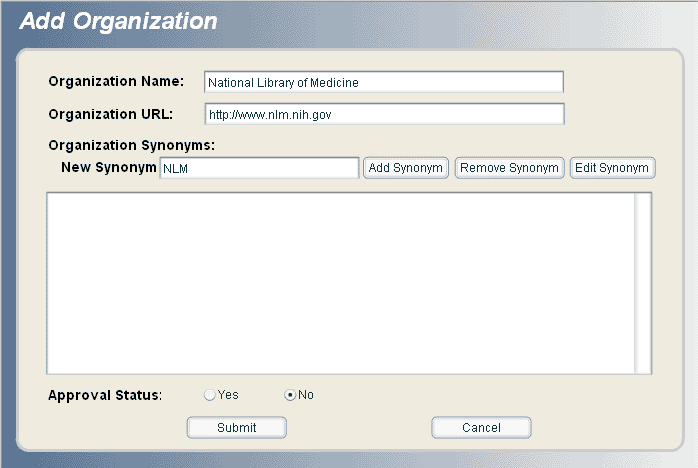 Add Organization
Organization Name: National Library of Medicine
Organization URL: http://www.nlm.nih.gov
Organization Synonyms:
New Synonym NLM Add Synonym Remove Synonym Edit Synonym
Approval Status: Yes No
Submit Cancel